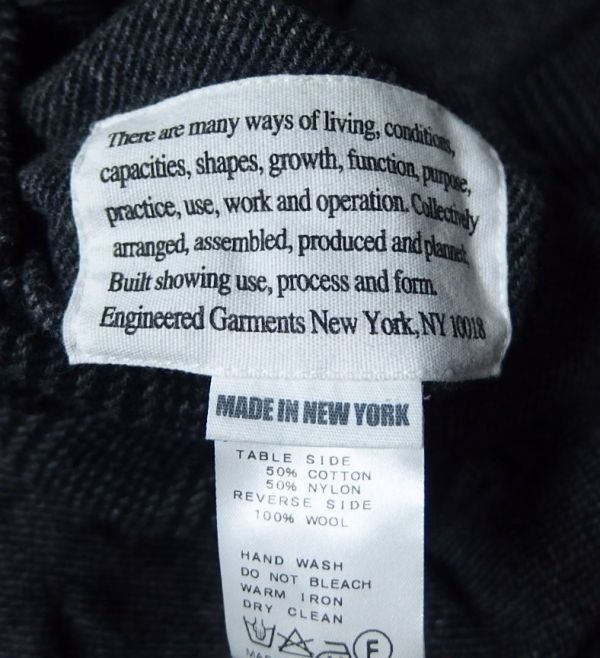 There are many ways of living, condition,
capacities, shapes, growth, function, purpose,
practice, use, work and operation. Collectively
arranged, assembled, produced and planned.
Built showing use, process and form.
Engineered Garments New York, NY 10018
MADE IN NEW YORK
TABLE SIDE
50% COTTON
50% NYLON
REVERSE SIDE
100% WOOL
HAND WASH
DO NOT BLEACH
WARM IRON
DRY CLEAN
F